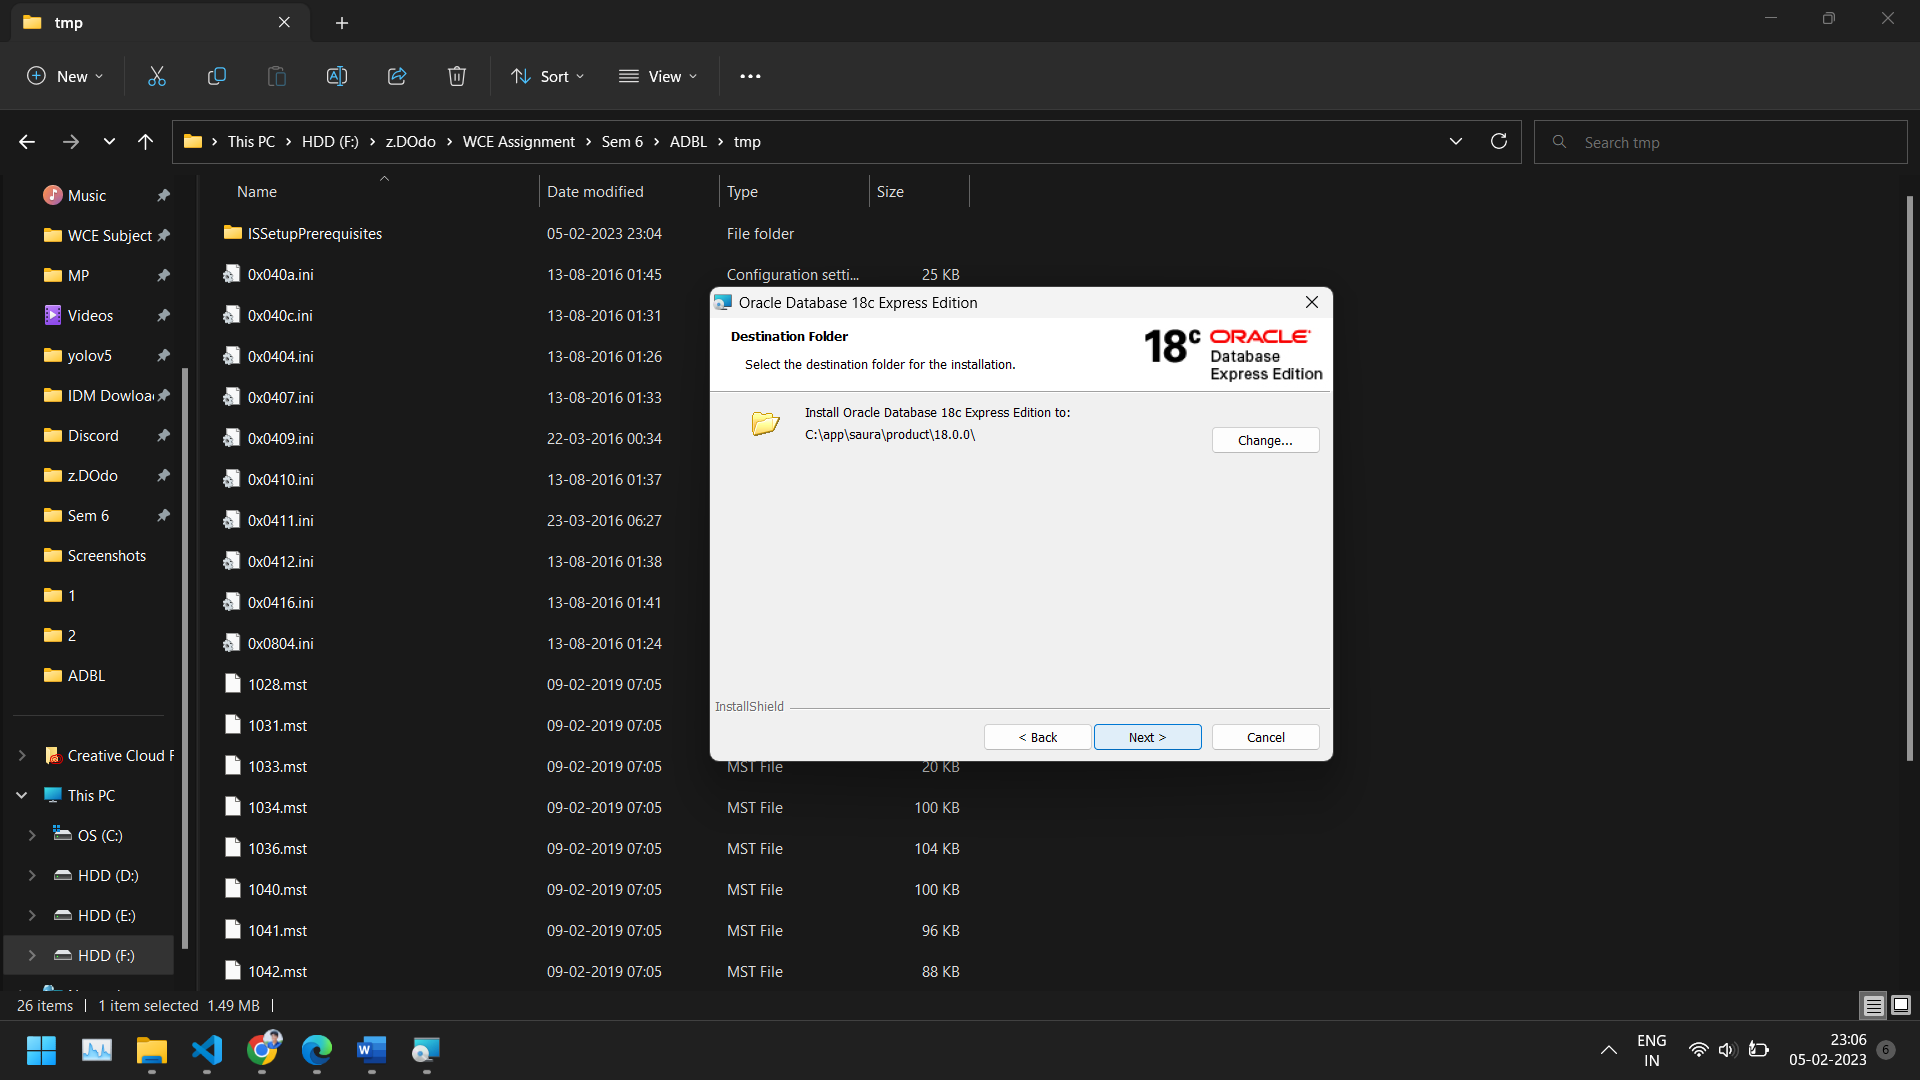 tmp
New
Sort
View
This PC > HDD (F:) > z.DOdo > WCE Assignment > Sem 6 > ADBL > tmp
Search tmp
Music
WCE Subject
MP
Videos
yolov5
IDM Dowloa
Discord
z.DOdo
Sem 6
Screenshots
1
2
ADBL
Creative Cloud F
This PC
OS (C:)
HDD (D:)
HDD (E:)
HDD (F:)
Name Date modified Type Size
ISSetupPrerequisites 05-02-2023 23:04 File folder
0x040a.ini 13-08-2016 01:45 Configuration setti... 25 KB
0x040c.ini 13-08-2016 01:31
0x0404.ini 13-08-2016 01:26
0x0407.ini 13-08-2016 01:33
0x0409.ini 22-03-2016 00:34
0x0410.ini 13-08-2016 01:37
0x0411.ini 23-03-2016 06:27
0x0412.ini 13-08-2016 01:38
0x0416.ini 13-08-2016 01:41
0x0804.ini 13-08-2016 01:24
1028.mst 09-02-2019 07:05
1031.mst 09-02-2019 07:05
1033.mst 09-02-2019 07:05 MST File 20 KB
1034.mst 09-02-2019 07:05 MST File 100 KB
1036.mst 09-02-2019 07:05 MST File 104 KB
1040.mst 09-02-2019 07:05 MST File 100 KB
1041.mst 09-02-2019 07:05 MST File 96 KB
1042.mst 09-02-2019 07:05 MST File 88 KB
Oracle Database 18c Express Edition
Destination Folder
Select the destination folder for the installation.
18c ORACLE
Database
Express Edition
Install Oracle Database 18c Express Edition to:
C:\app\saura\product\18.0.0\
Change...
InstallShield
< Back Next > Cancel
26 items 1 item selected 1.49 MB
ENG
IN
23:06
05-02-2023
6